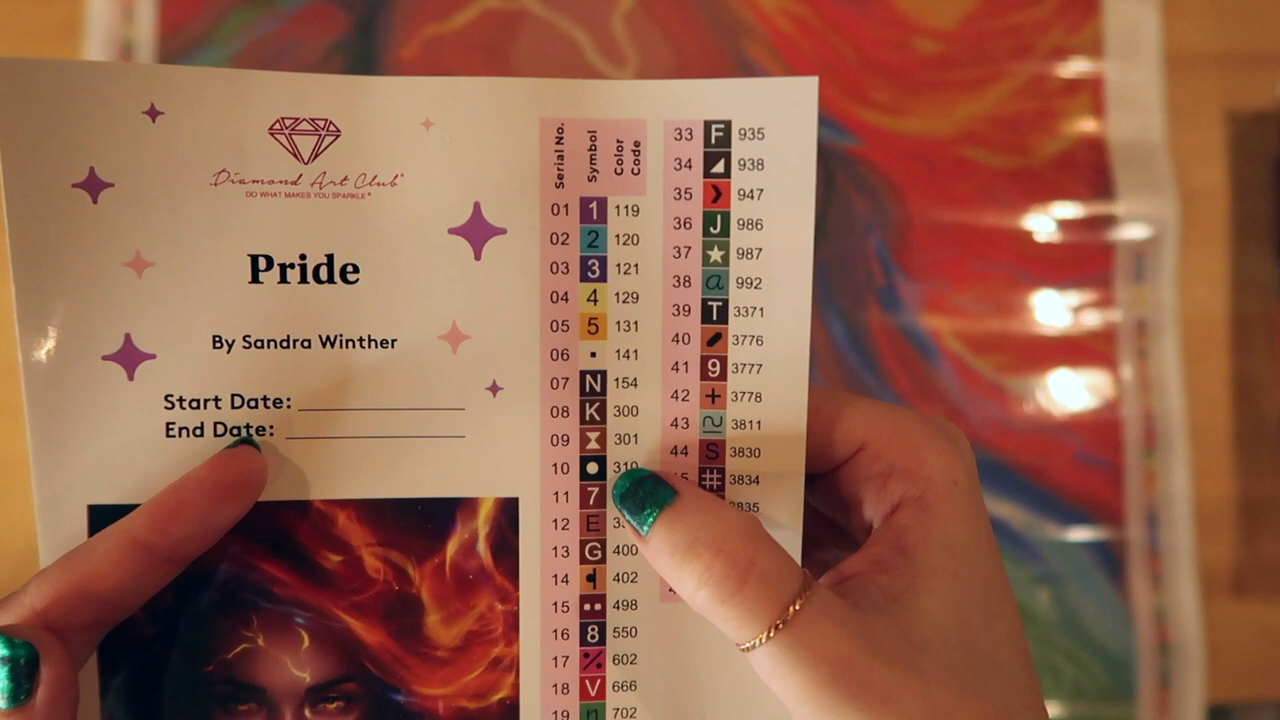 Diamond Art Club®
DO WHAT MAKES YOU SPARKLE®
Pride
By Sandra Winther
Start Date:
End Date:
Serial No. Symbol Color Code
01 1 119
02 2 120
03 3 121
04 4 129
05 5 131
06 141
07 N 154
08 K 300
09 301
10 310
11 7
12 E
13 G 400
14 402
15 498
16 8 550
17 602
18 V 666
19 n 702
33 F 935
34 938
35 947
36 J 986
37 ★ 987
38 a 992
39 T 3371
40 3776
41 9 3777
42 + 3778
43 3811
44 S 3830
# 3834